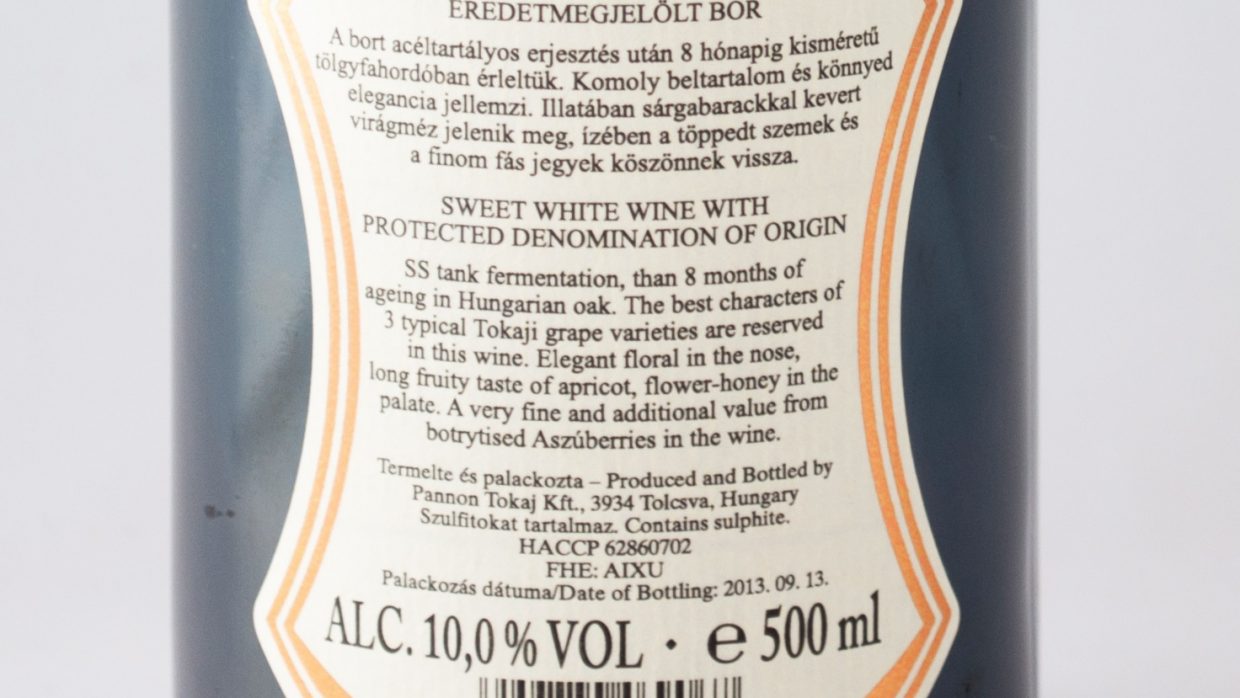 EREDETMEGJELÖLT BOR
A bort acéltartályos erjesztés után 8 hónapig kisméretű
tölgyfahordóban érleltük. Komoly beltartalom és könnyed
elegancia jellemzi. Illatában sárgabarackkal kevert
virágméz jelenik meg, ízében a töppedt szemek és
a finom fás jegyek köszönnek vissza.
SWEET WHITE WINE WITH
PROTECTED DENOMINATION OF ORIGIN
SS tank fermentation, than 8 months of
ageing in Hungarian oak. The best characters of
3 typical Tokaji grape varieties are reserved
in this wine. Elegant floral in the nose,
long fruity taste of apricot, flower-honey in the
palate. A very fine and additional value from
botrytised Aszúberries in the wine.
Termelte és palackozta – Produced and Bottled by
Pannon Tokaj Kft., 3934 Tolcsva, Hungary
Szulfitokat tartalmaz. Contains sulphite.
HACCP 62860702
FHE: AIXU
Palackozás dátuma/Date of Bottling: 2013. 09. 13.
ALC. 10,0 % VOL · e 500 ml